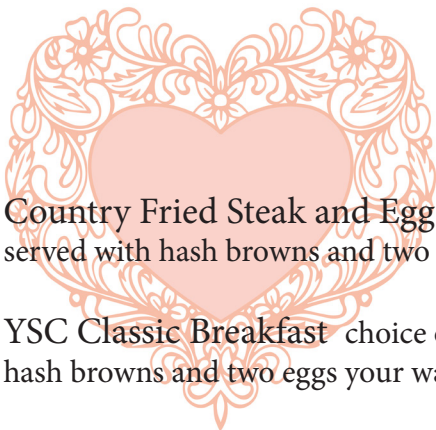 Country Fried Steak and Egg
served with hash browns and two
YSC Classic Breakfast choice
hash browns and two eggs your